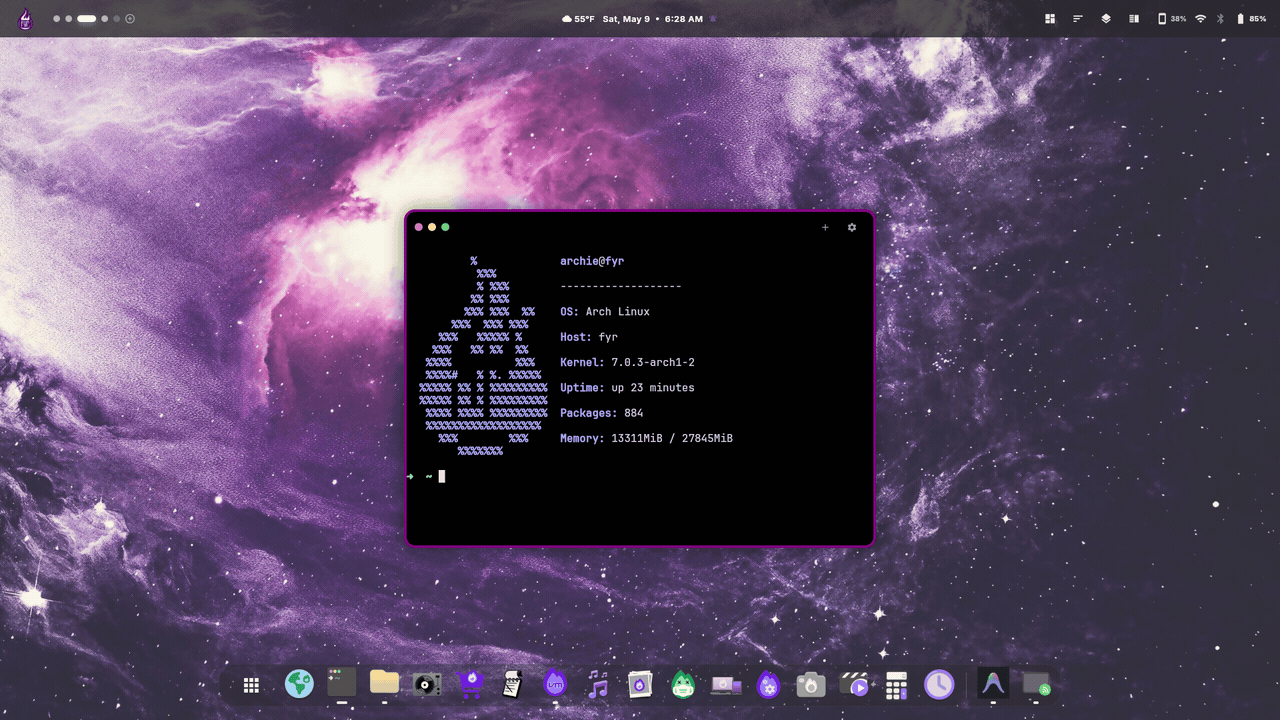 55°F Sat, May 9 • 6:28 AM
38%
85%
archie@fyr
-------------------
OS: Arch Linux
Host: fyr
Kernel: 7.0.3-arch1-2
Uptime: up 23 minutes
Packages: 884
Memory: 13311MiB / 27845MiB
➜ ~
vm